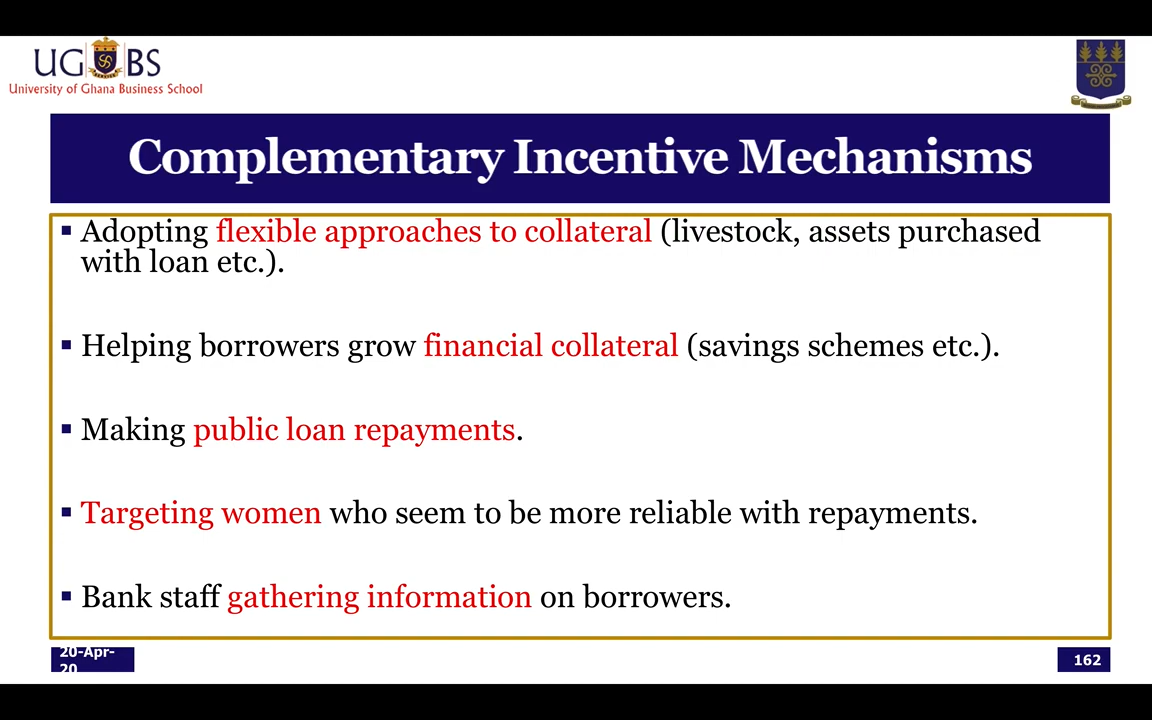 UG BS
University of Ghana Business School
Complementary Incentive Mechanisms
▪ Adopting flexible approaches to collateral (livestock, assets purchased
with loan etc.).
▪ Helping borrowers grow financial collateral (savings schemes etc.).
▪ Making public loan repayments.
▪ Targeting women who seem to be more reliable with repayments.
▪ Bank staff gathering information on borrowers.
20-Apr-
20
162